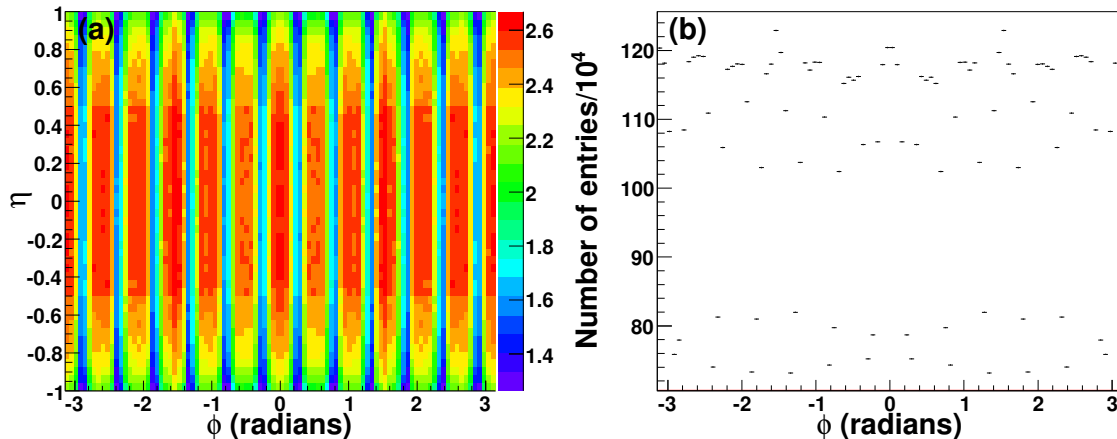 (a)
1
0.8
0.6
0.4
0.2
0
-0.2
-0.4
-0.6
-0.8
-1
η
-3 -2 -1 0 1 2 3
ϕ (radians)
2.6
2.4
2.2
2
1.8
1.6
1.4
(b)
Number of entries/10⁴
120
110
100
90
80
-3 -2 -1 0 1 2 3
ϕ (radians)